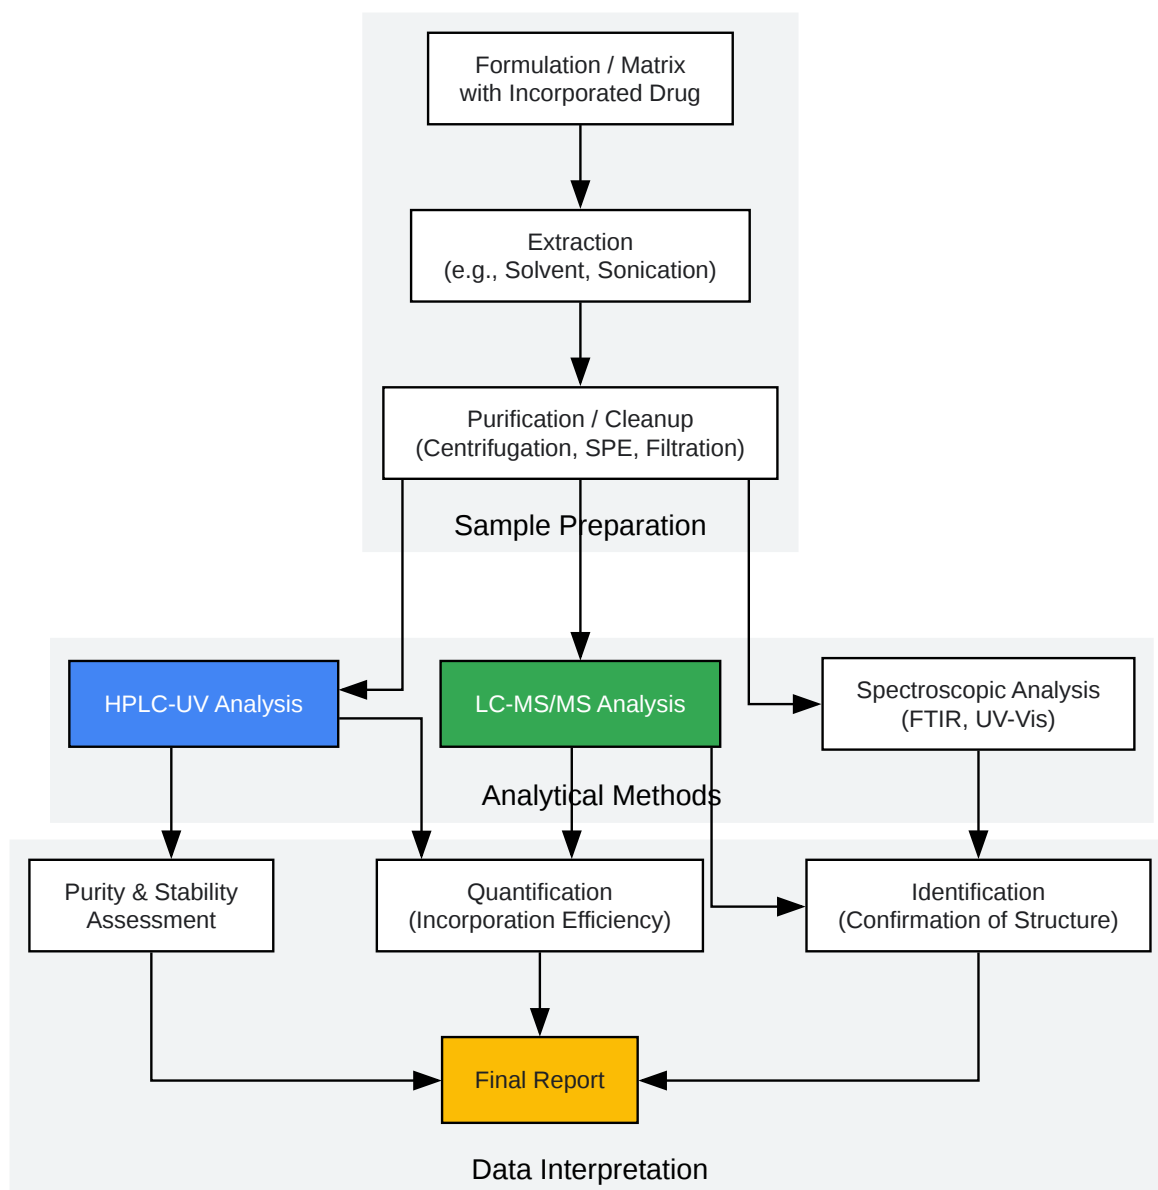 Formulation / Matrix
with Incorporated Drug
Extraction
(e.g., Solvent, Sonication)
Purification / Cleanup
(Centrifugation, SPE, Filtration)
Sample Preparation
HPLC-UV Analysis
LC-MS/MS Analysis
Spectroscopic Analysis
(FTIR, UV-Vis)
Analytical Methods
Purity & Stability
Assessment
Quantification
(Incorporation Efficiency)
Identification
(Confirmation of Structure)
Final Report
Data Interpretation